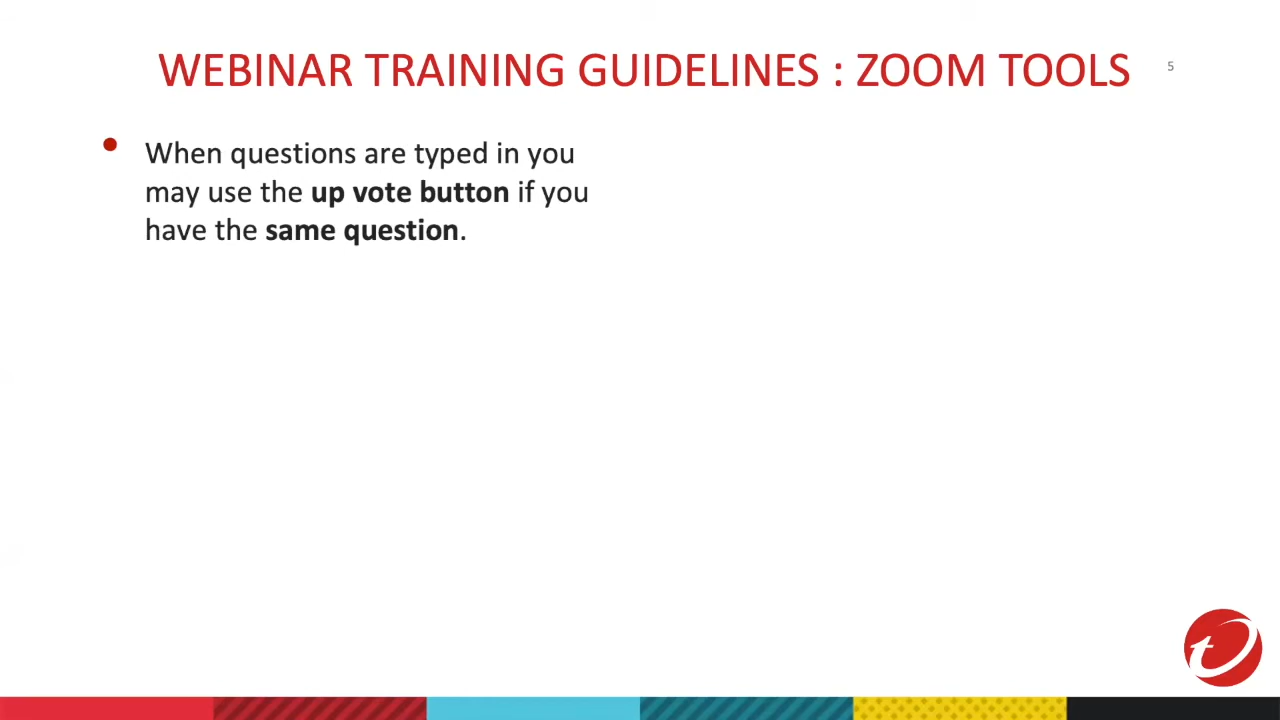 WEBINAR TRAINING GUIDELINES : ZOOM TOOLS
5
When questions are typed in you
may use the up vote button if you
have the same question.